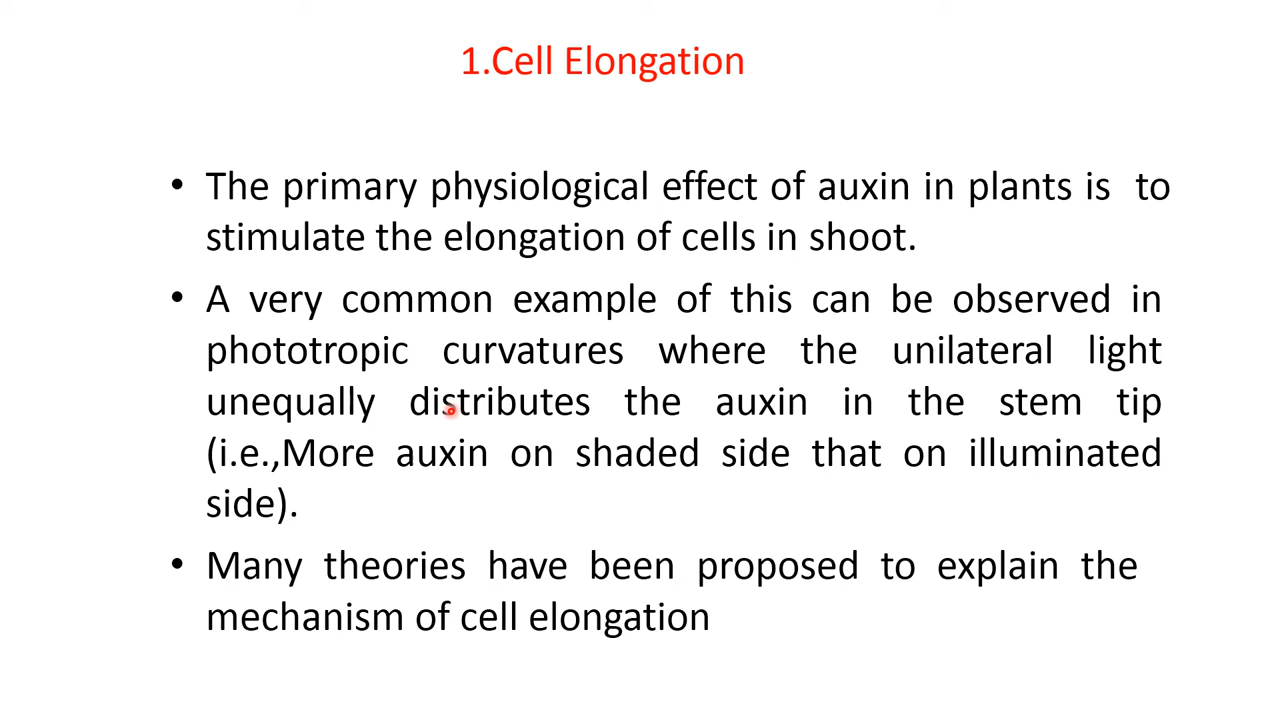 1.Cell Elongation
• The primary physiological effect of auxin in plants is to
stimulate the elongation of cells in shoot.
• A very common example of this can be observed in
phototropic curvatures where the unilateral light
unequally distributes the auxin in the stem tip
(i.e.,More auxin on shaded side that on illuminated
side).
• Many theories have been proposed to explain the
mechanism of cell elongation